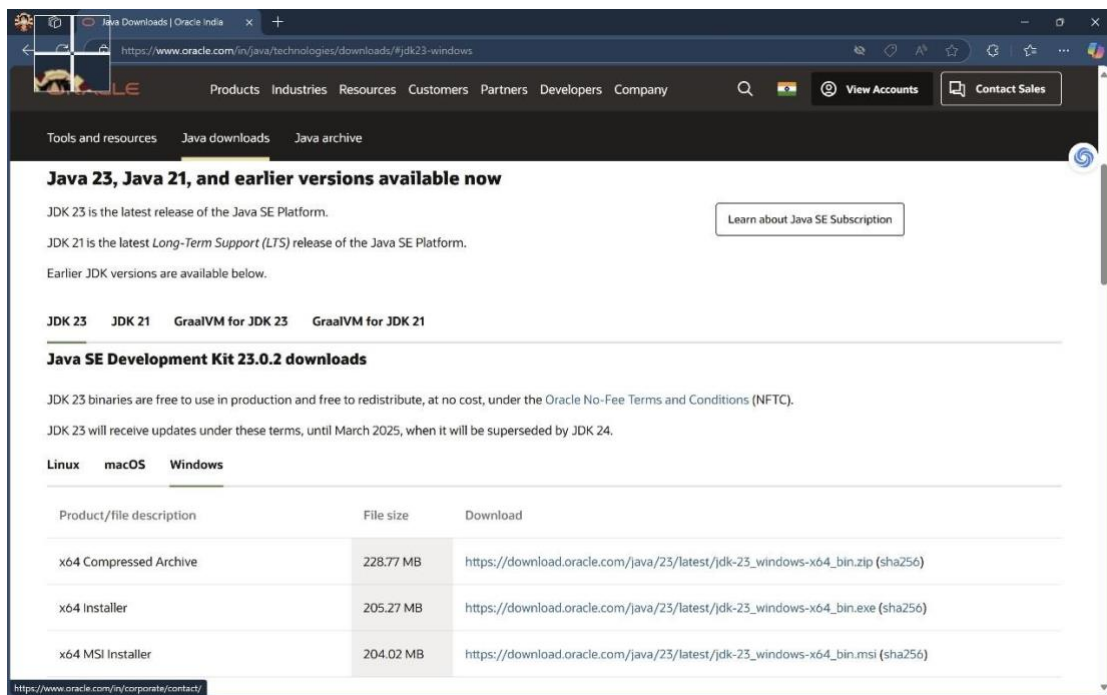 Java Downloads | Oracle India
https://www.oracle.com/in/java/technologies/downloads/#jdk23-windows
Products Industries Resources Customers Partners Developers Company View Accounts Contact Sales
Tools and resources Java downloads Java archive
Java 23, Java 21, and earlier versions available now
JDK 23 is the latest release of the Java SE Platform.
Learn about Java SE Subscription
JDK 21 is the latest Long-Term Support (LTS) release of the Java SE Platform.
Earlier JDK versions are available below.
JDK 23 JDK 21 GraalVM for JDK 23 GraalVM for JDK 21
Java SE Development Kit 23.0.2 downloads
JDK 23 binaries are free to use in production and free to redistribute, at no cost, under the Oracle No-Fee Terms and Conditions (NFTC).
JDK 23 will receive updates under these terms, until March 2025, when it will be superseded by JDK 24.
Linux macOS Windows
Product/file description File size Download
x64 Compressed Archive 228.77 MB https://download.oracle.com/java/23/latest/jdk-23_windows-x64_bin.zip (sha256)
x64 Installer 205.27 MB https://download.oracle.com/java/23/latest/jdk-23_windows-x64_bin.exe (sha256)
x64 MSI Installer 204.02 MB https://download.oracle.com/java/23/latest/jdk-23_windows-x64_bin.msi (sha256)
https://www.oracle.com/in/corporate/contact/